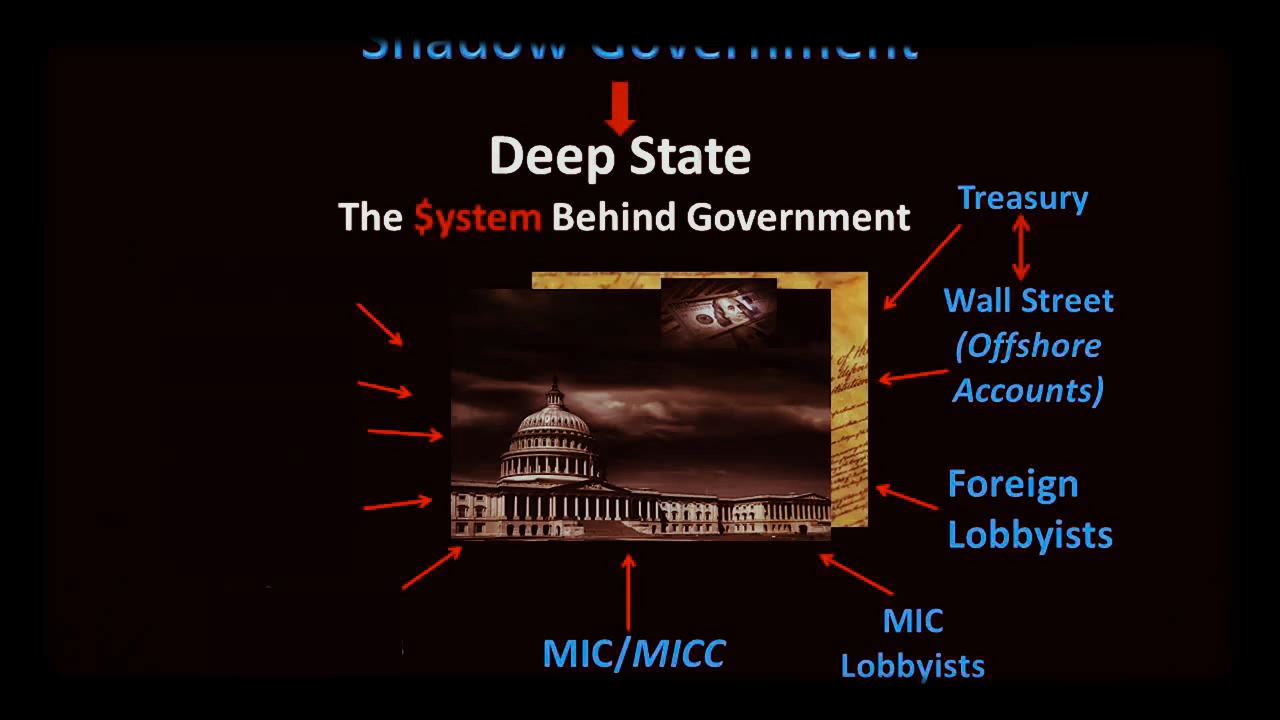 Shadow Government
Deep State
The $ystem Behind Government
Treasury
Wall Street
(Offshore
Accounts)
Foreign
Lobbyists
MIC
Lobbyists
MIC/MICC